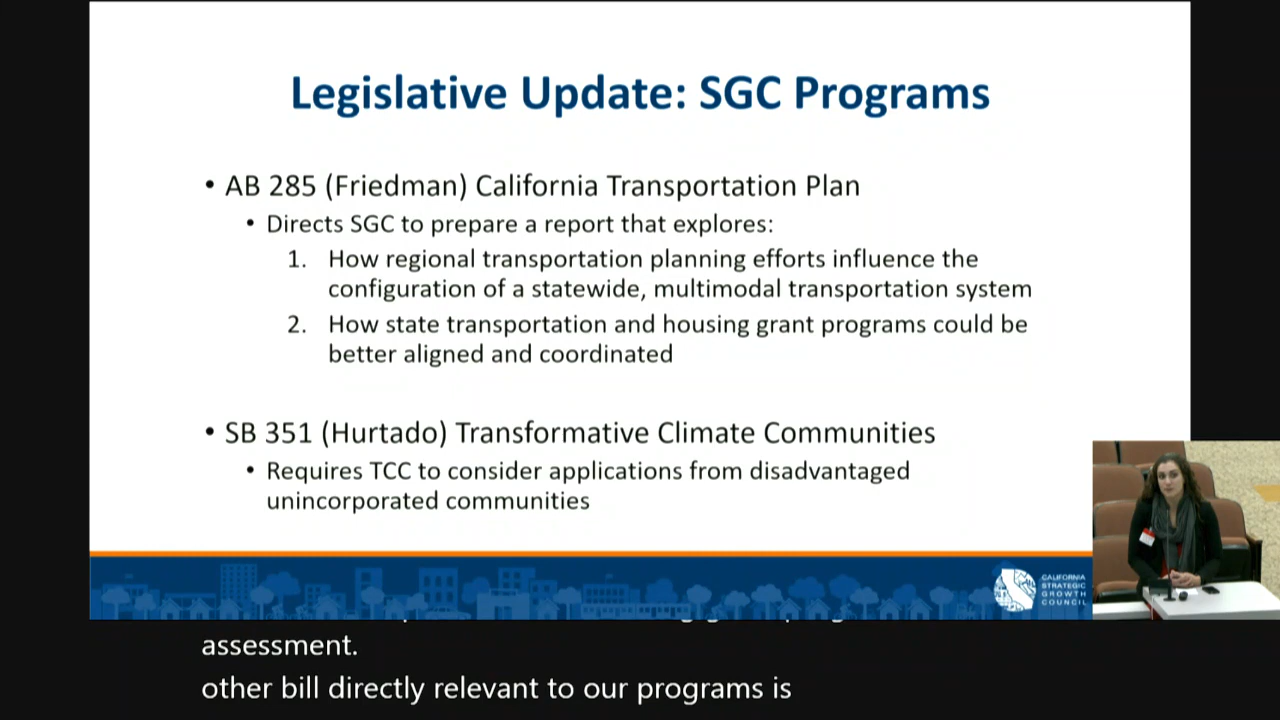 Legislative Update: SGC Programs
• AB 285 (Friedman) California Transportation Plan
• Directs SGC to prepare a report that explores:
1. How regional transportation planning efforts influence the
configuration of a statewide, multimodal transportation system
2. How state transportation and housing grant programs could be
better aligned and coordinated
• SB 351 (Hurtado) Transformative Climate Communities
• Requires TCC to consider applications from disadvantaged
unincorporated communities
CALIFORNIA
STRATEGIC
GROWTH
COUNCIL
assessment.
other bill directly relevant to our programs is